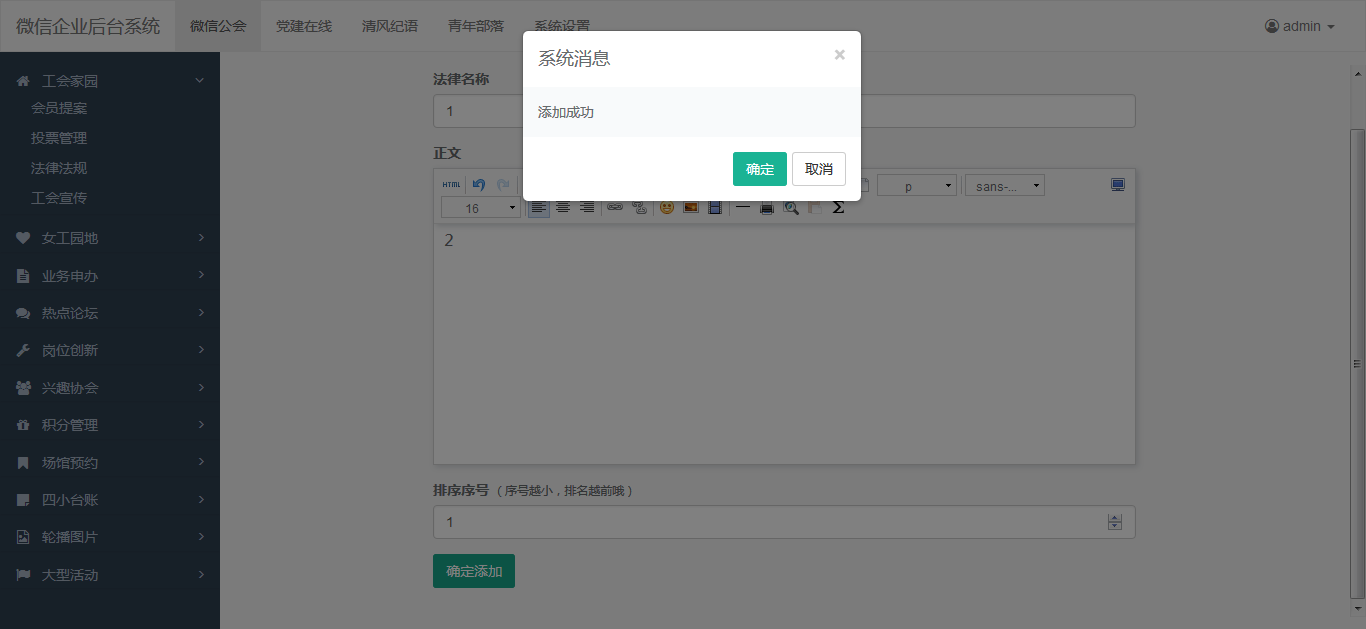 微信企业后台系统 微信公会 党建在线 清风纪语 青年部落 系统设置 admin
工会家园
会员提案
投票管理
法律法规
工会宣传
女工园地
业务申办
热点论坛
岗位创新
兴趣协会
积分管理
场馆预约
四小台账
轮播图片
大型活动
系统消息 ×
添加成功
确定 取消
法律名称
1
正文
HTML p sans-...
16
2
排序序号（序号越小，排名越前哦）
1
确定添加